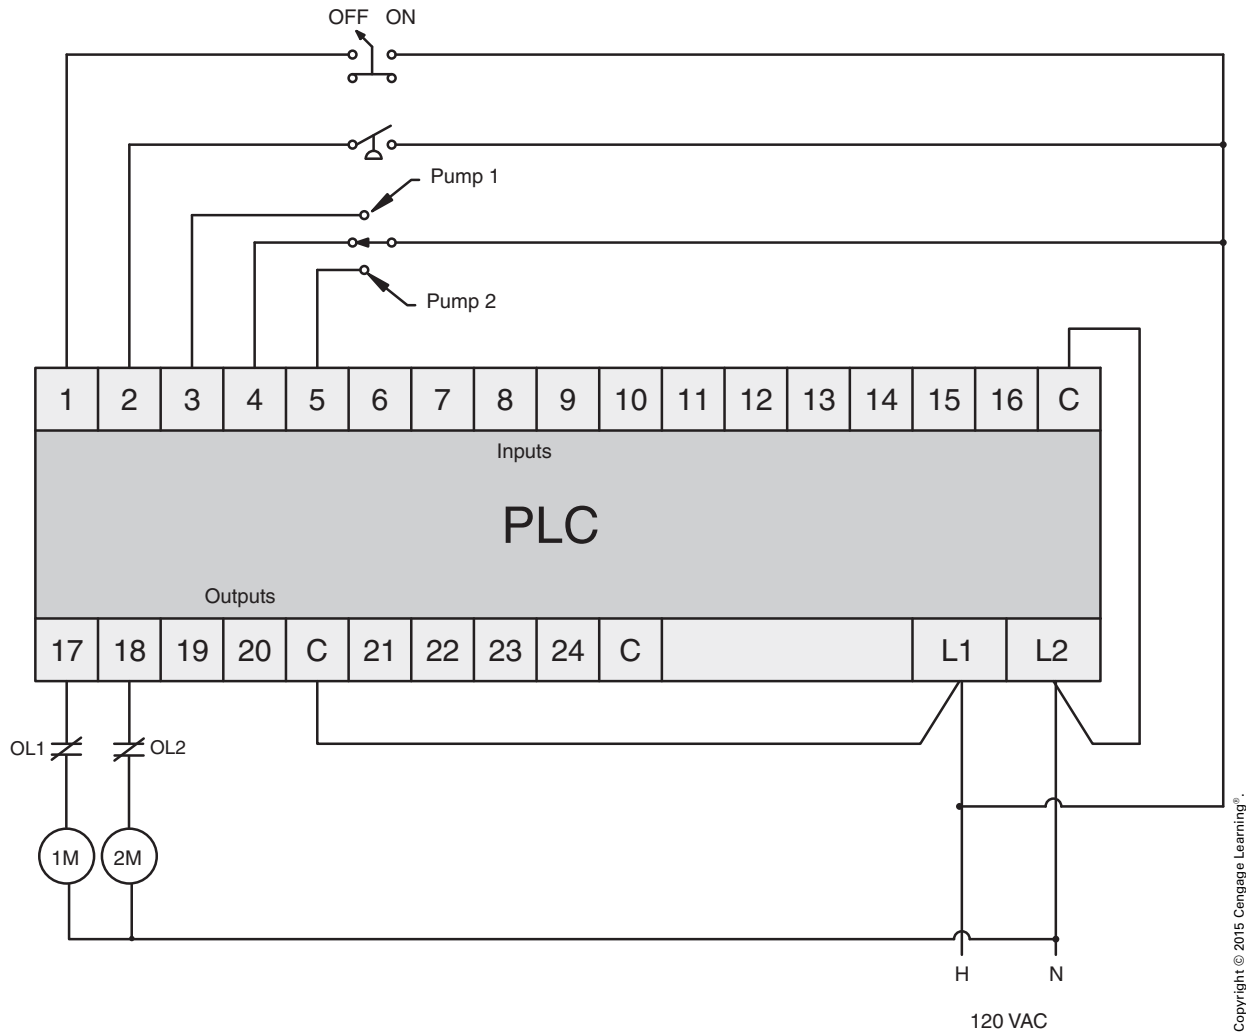 OFF ON
Pump 1
Pump 2
1 2 3 4 5 6 7 8 9 10 11 12 13 14 15 16 C
Inputs
PLC
Outputs
17 18 19 20 C 21 22 23 24 C L1 L2
OL1 OL2
1M 2M
H N
120 VAC
Copyright © 2015 Cengage Learning®.